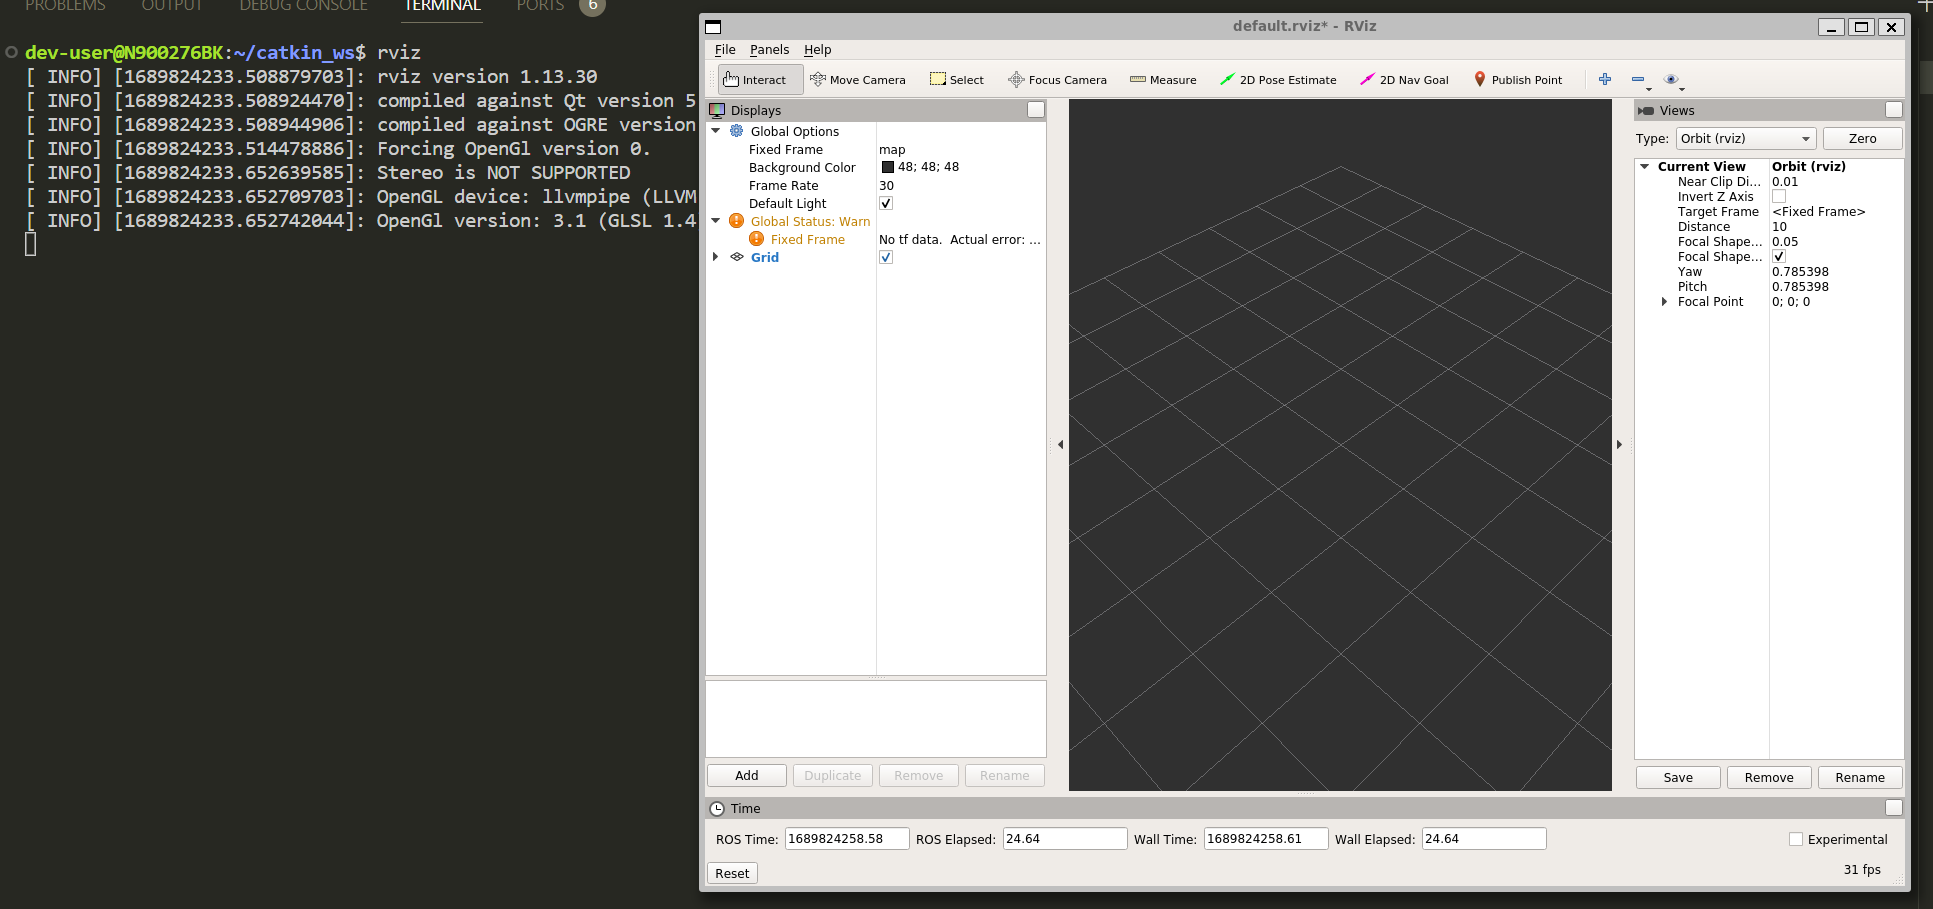 PROBLEMS OUTPUT DEBUG CONSOLE TERMINAL PORTS 6
dev-user@N900276BK:~/catkin_ws$ rviz
[ INFO] [1689824233.508879703]: rviz version 1.13.30
[ INFO] [1689824233.508924470]: compiled against Qt version 5
[ INFO] [1689824233.508944906]: compiled against OGRE version
[ INFO] [1689824233.514478886]: Forcing OpenGl version 0.
[ INFO] [1689824233.652639585]: Stereo is NOT SUPPORTED
[ INFO] [1689824233.652709703]: OpenGL device: llvmpipe (LLVM
[ INFO] [1689824233.652742044]: OpenGl version: 3.1 (GLSL 1.4
default.rviz* - RViz
File Panels Help
Interact Move Camera Select Focus Camera Measure 2D Pose Estimate 2D Nav Goal Publish Point
Displays
Global Options
Fixed Frame map
Background Color 48; 48; 48
Frame Rate 30
Default Light
Global Status: Warn
Fixed Frame No tf data.  Actual error: ...
Grid
Add Duplicate Remove Rename
Views
Type: Orbit (rviz) Zero
Current View Orbit (rviz)
Near Clip Di... 0.01
Invert Z Axis
Target Frame <Fixed Frame>
Distance 10
Focal Shape... 0.05
Focal Shape...
Yaw 0.785398
Pitch 0.785398
Focal Point 0; 0; 0
Save Remove Rename
Time
ROS Time: 1689824258.58 ROS Elapsed: 24.64 Wall Time: 1689824258.61 Wall Elapsed: 24.64 Experimental
Reset 31 fps